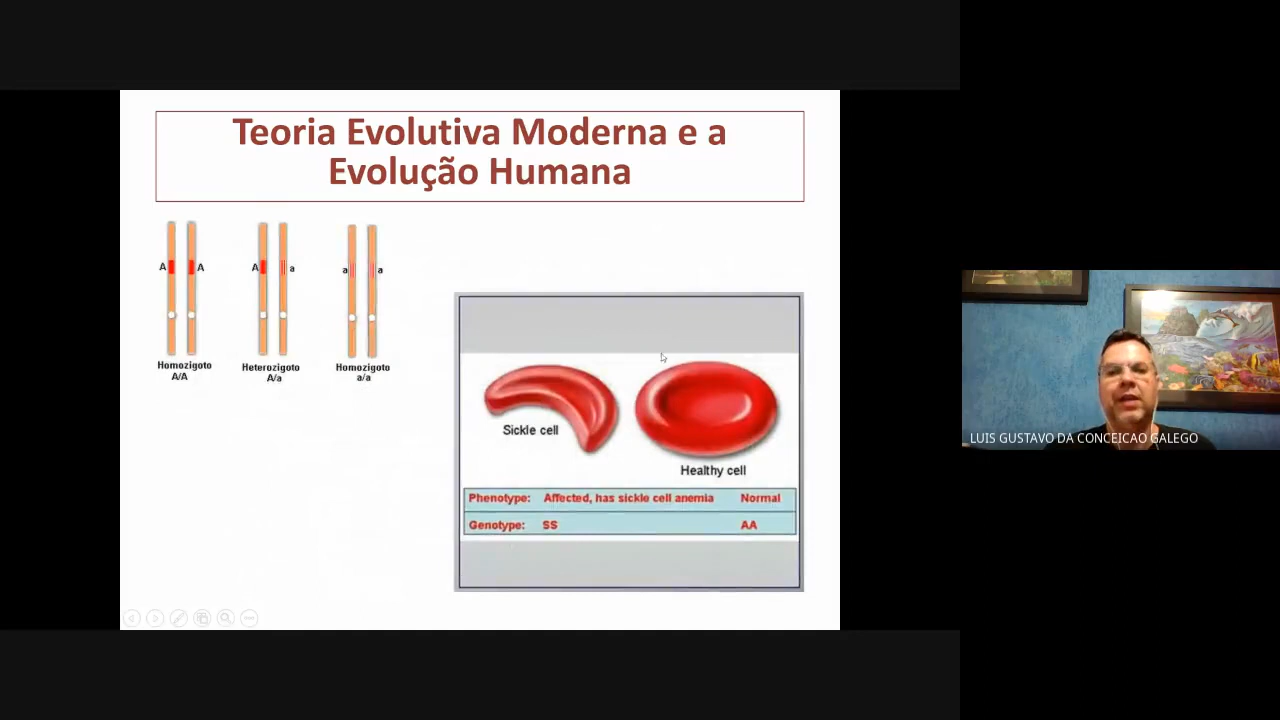 Teoria Evolutiva Moderna e a
Evolução Humana
A A
A a
a a
Homozigoto
A/A
Heterozigoto
A/a
Homozigoto
a/a
Sickle cell
Healthy cell
Phenotype: Affected, has sickle cell anemia Normal
Genotype: SS AA
LUIS GUSTAVO DA CONCEICAO GALEGO